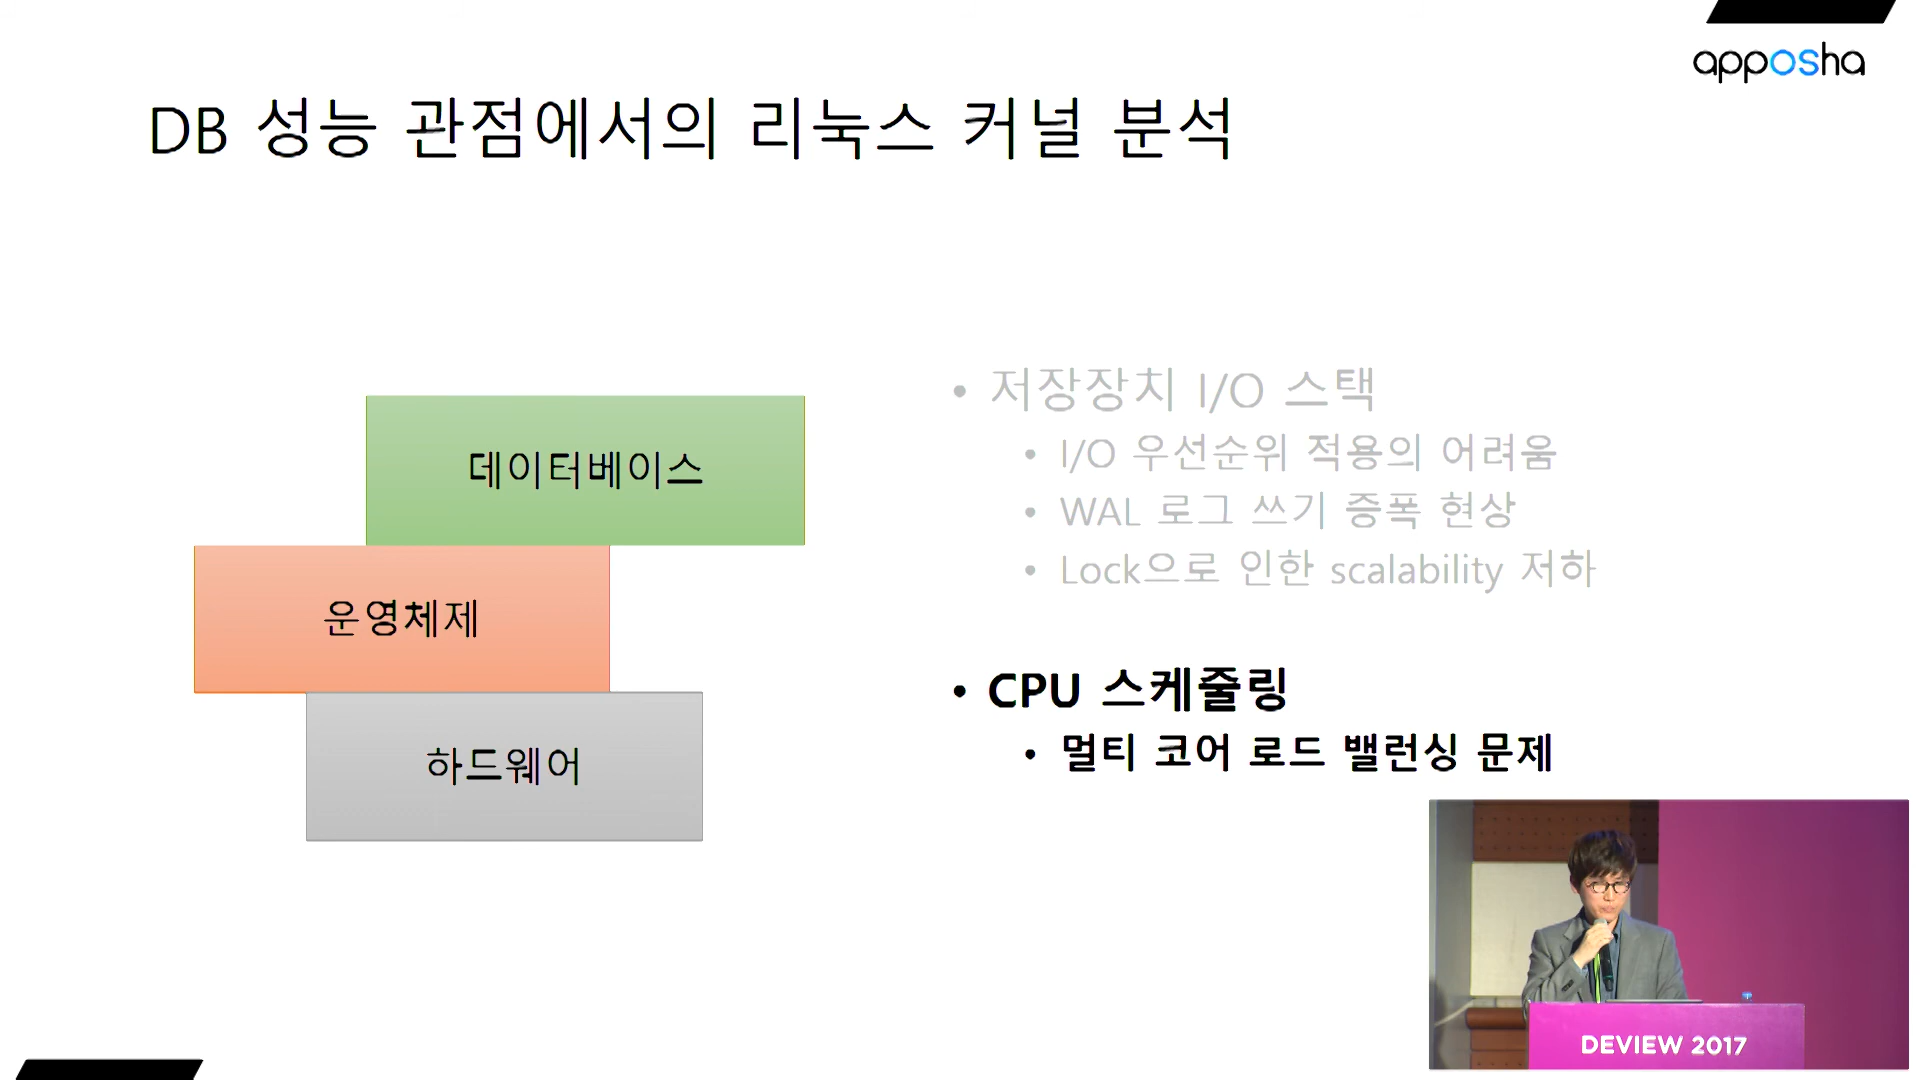 apposha
DB 성능 관점에서의 리눅스 커널 분석
데이터베이스
운영체제
하드웨어
• 저장장치 I/O 스택
• I/O 우선순위 적용의 어려움
• WAL 로그 쓰기 증폭 현상
• Lock으로 인한 scalability 저하
• CPU 스케줄링
• 멀티 코어 로드 밸런싱 문제
DEVIEW 2017